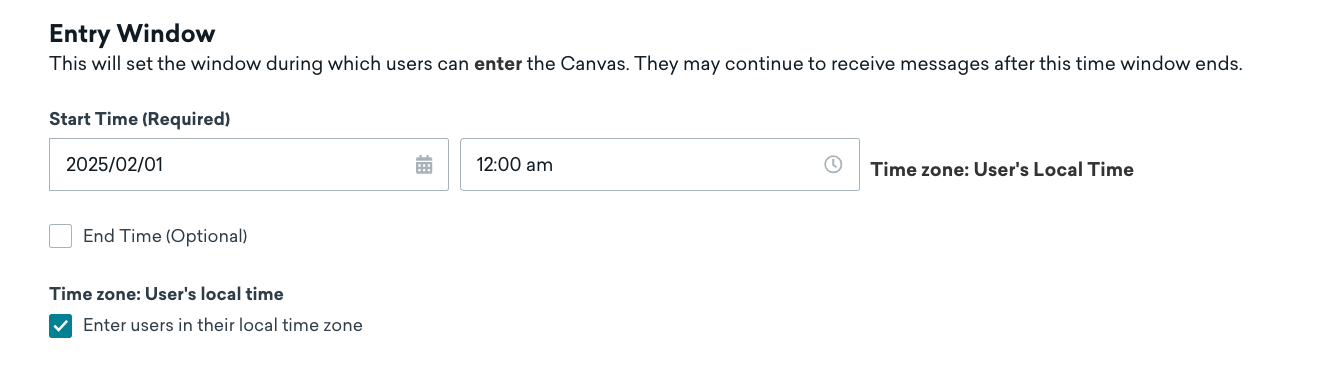 Entry Window
This will set the window during which users can enter the Canvas. They may continue to receive messages after this time window ends.
Start Time (Required)
2025/02/01
12:00 am
Time zone: User's Local Time
End Time (Optional)
Time zone: User's local time
Enter users in their local time zone